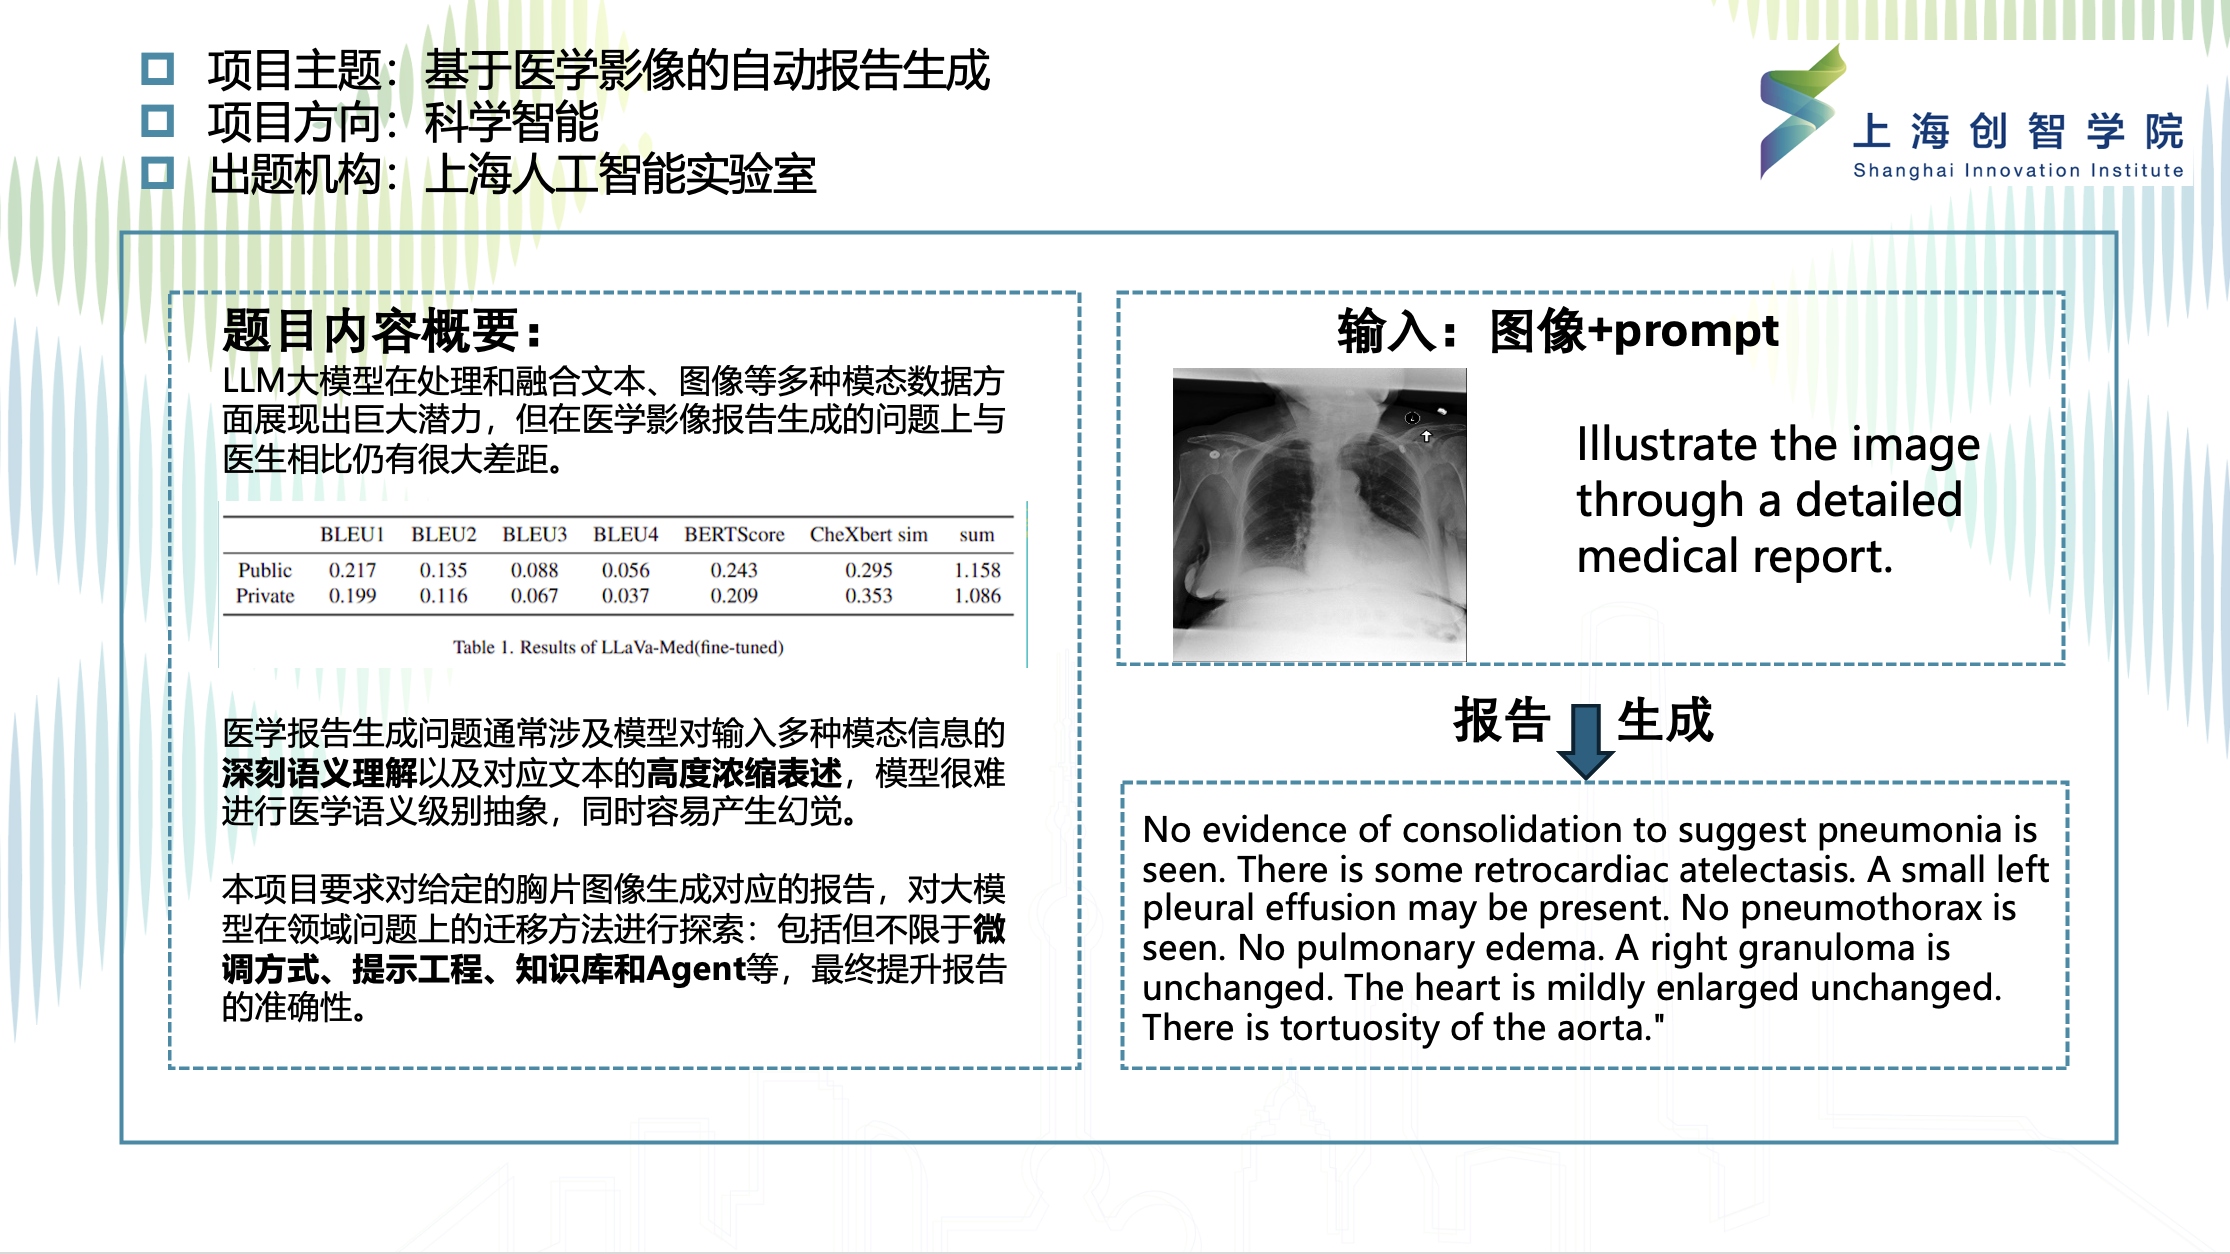 项目主题：基于医学影像的自动报告生成
项目方向：科学智能
出题机构：上海人工智能实验室
上海创智学院
Shanghai Innovation Institute
题目内容概要：
LLM大模型在处理和融合文本、图像等多种模态数据方
面展现出巨大潜力，但在医学影像报告生成的问题上与
医生相比仍有很大差距。
BLEU1 BLEU2 BLEU3 BLEU4 BERTScore CheXbert sim sum
Public 0.217 0.135 0.088 0.056 0.243 0.295 1.158
Private 0.199 0.116 0.067 0.037 0.209 0.353 1.086
Table 1. Results of LLaVa-Med(fine-tuned)
医学报告生成问题通常涉及模型对输入多种模态信息的
深刻语义理解以及对应文本的高度浓缩表述，模型很难
进行医学语义级别抽象，同时容易产生幻觉。
本项目要求对给定的胸片图像生成对应的报告，对大模
型在领域问题上的迁移方法进行探索：包括但不限于微
调方式、提示工程、知识库和Agent等，最终提升报告
的准确性。
输入：图像+prompt
Illustrate the image
through a detailed
medical report.
报告 生成
No evidence of consolidation to suggest pneumonia is
seen. There is some retrocardiac atelectasis. A small left
pleural effusion may be present. No pneumothorax is
seen. No pulmonary edema. A right granuloma is
unchanged. The heart is mildly enlarged unchanged.
There is tortuosity of the aorta."